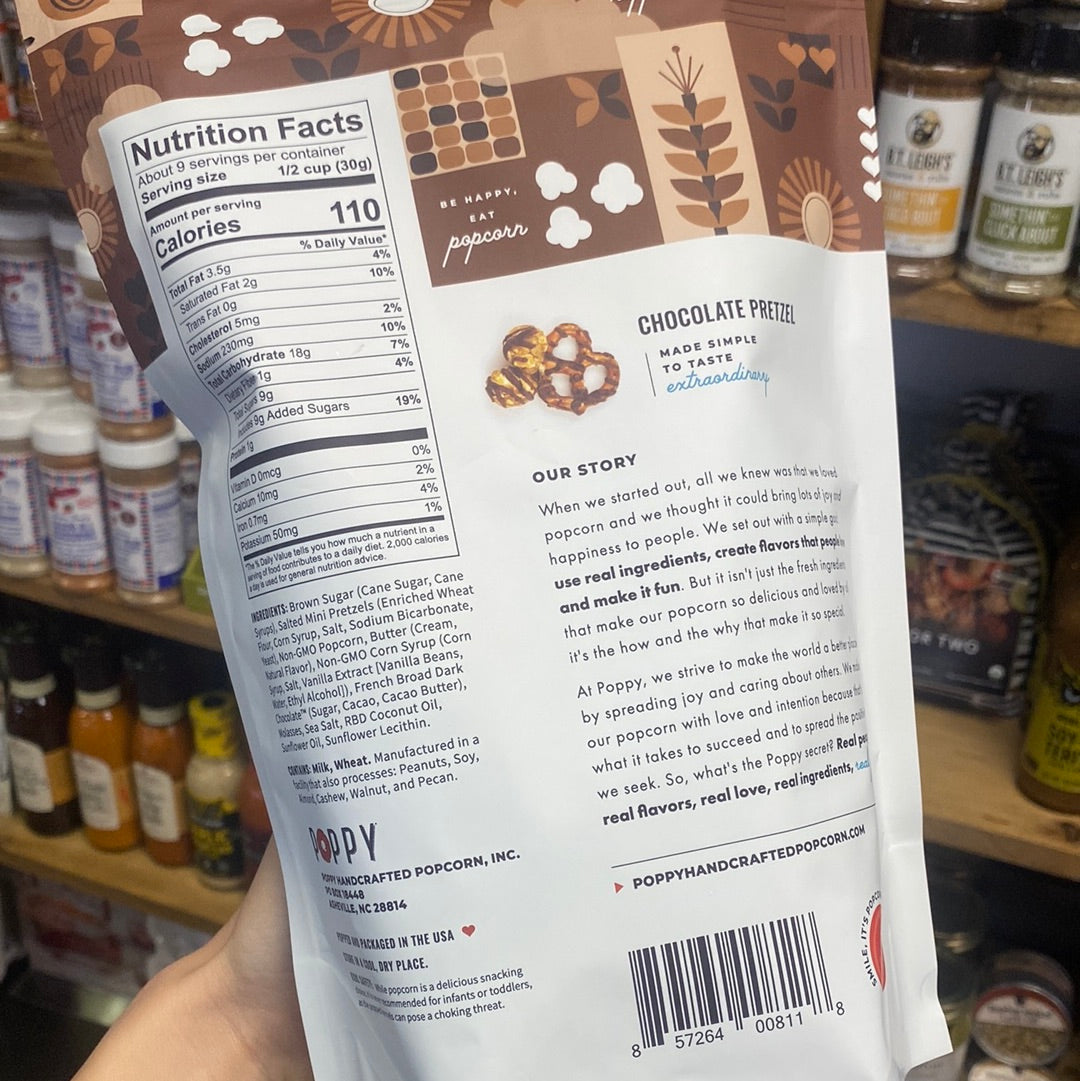 Nutrition Facts
About 9 servings per container
Serving size 1/2 cup (30g)
Amount per serving
Calories 110
% Daily Value*
Total Fat 3.5g 4%
Saturated Fat 2g 10%
Trans Fat 0g
Cholesterol 5mg 2%
Sodium 230mg 10%
Total Carbohydrate 18g 7%
Dietary Fiber 1g 4%
Total Sugars 9g
Includes 9g Added Sugars 19%
Protein 1g
Vitamin D 0mcg 0%
Calcium 10mg 2%
Iron 0.7mg 4%
Potassium 50mg 1%
*The % Daily Value tells you how much a nutrient in a
serving of food contributes to a daily diet. 2,000 calories
a day is used for general nutrition advice.
INGREDIENTS: Brown Sugar (Cane Sugar, Cane
Syrups), Salted Mini Pretzels (Enriched Wheat
Flour, Corn Syrup, Salt, Sodium Bicarbonate,
Yeast), Non-GMO Popcorn, Butter (Cream,
Natural Flavor), Non-GMO Corn Syrup (Corn
Syrup, Salt, Vanilla Extract [Vanilla Beans,
Water, Ethyl Alcohol]), French Broad Dark
Chocolate™ (Sugar, Cacao, Cacao Butter),
Molasses, Sea Salt, RBD Coconut Oil,
Sunflower Oil, Sunflower Lecithin.
CONTAINS: Milk, Wheat. Manufactured in a
facility that also processes: Peanuts, Soy,
Almond, Cashew, Walnut, and Pecan.
POPPY
POPPY HANDCRAFTED POPCORN, INC.
PO BOX 18448
ASHEVILLE, NC 28814
POPPED AND PACKAGED IN THE USA
STORE IN A COOL, DRY PLACE.
While popcorn is a delicious snacking
recommended for infants or toddlers,
can pose a choking threat.
BE HAPPY,
EAT
popcorn
CHOCOLATE PRETZEL
MADE SIMPLE
TO TASTE
extraordinary
OUR STORY
When we started out, all we knew was that we loved
popcorn and we thought it could bring lots of joy and
happiness to people. We set out with a simple
use real ingredients, create flavors that people
and make it fun. But it isn't just the fresh
that make our popcorn so delicious and loved by
it's the how and the why that make it so special.
At Poppy, we strive to make the world a better
by spreading joy and caring about others. We
our popcorn with love and intention because
what it takes to succeed and to spread the
we seek. So, what's the Poppy secret? Real
real flavors, real love, real ingredients,
POPPYHANDCRAFTEDPOPCORN.COM
SMILE, IT'S
8 57264 00811 8
A.T. LEIGH'S
A.T. LEIGH'S
SOMETHIN'
CLUCK ABOUT
TWO